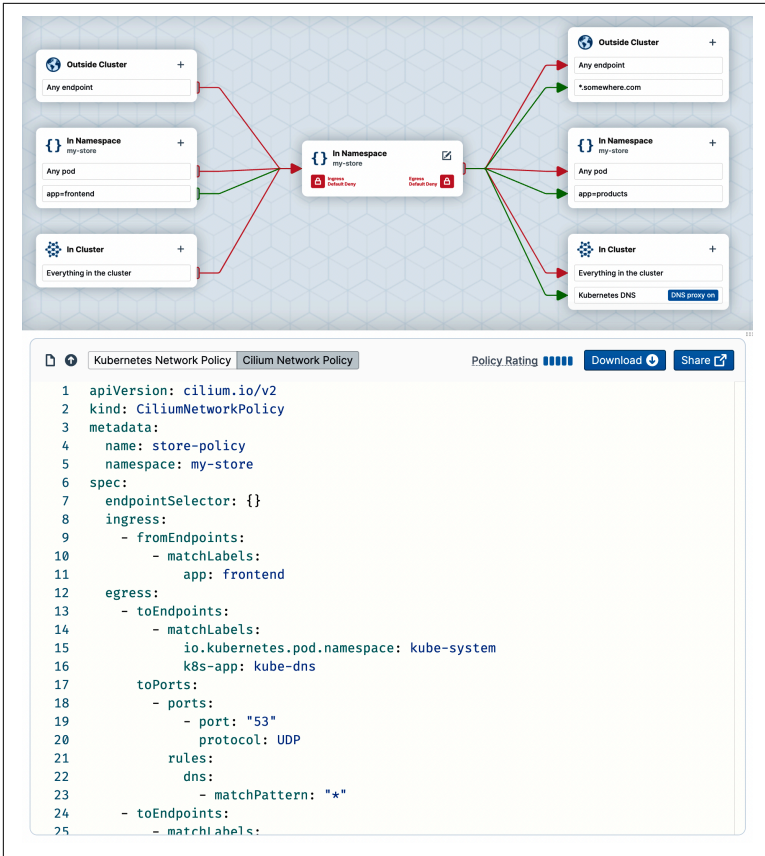 Outside Cluster +
Any endpoint
In Namespace +
my-store
Any pod
app=frontend
In Cluster +
Everything in the cluster
In Namespace
my-store
Ingress
Default Deny
Egress
Default Deny
Outside Cluster +
Any endpoint
*.somewhere.com
In Namespace +
my-store
Any pod
app=products
In Cluster +
Everything in the cluster
Kubernetes DNS DNS proxy on
Kubernetes Network Policy Cilium Network Policy Policy Rating Download Share
1 apiVersion: cilium.io/v2
2 kind: CiliumNetworkPolicy
3 metadata:
4   name: store-policy
5   namespace: my-store
6 spec:
7   endpointSelector: {}
8   ingress:
9     - fromEndpoints:
10         - matchLabels:
11             app: frontend
12   egress:
13     - toEndpoints:
14         - matchLabels:
15             io.kubernetes.pod.namespace: kube-system
16             k8s-app: kube-dns
17       toPorts:
18         - ports:
19             - port: "53"
20               protocol: UDP
21           rules:
22             dns:
23               - matchPattern: "*"
24     - toEndpoints:
25         - matchLabels: